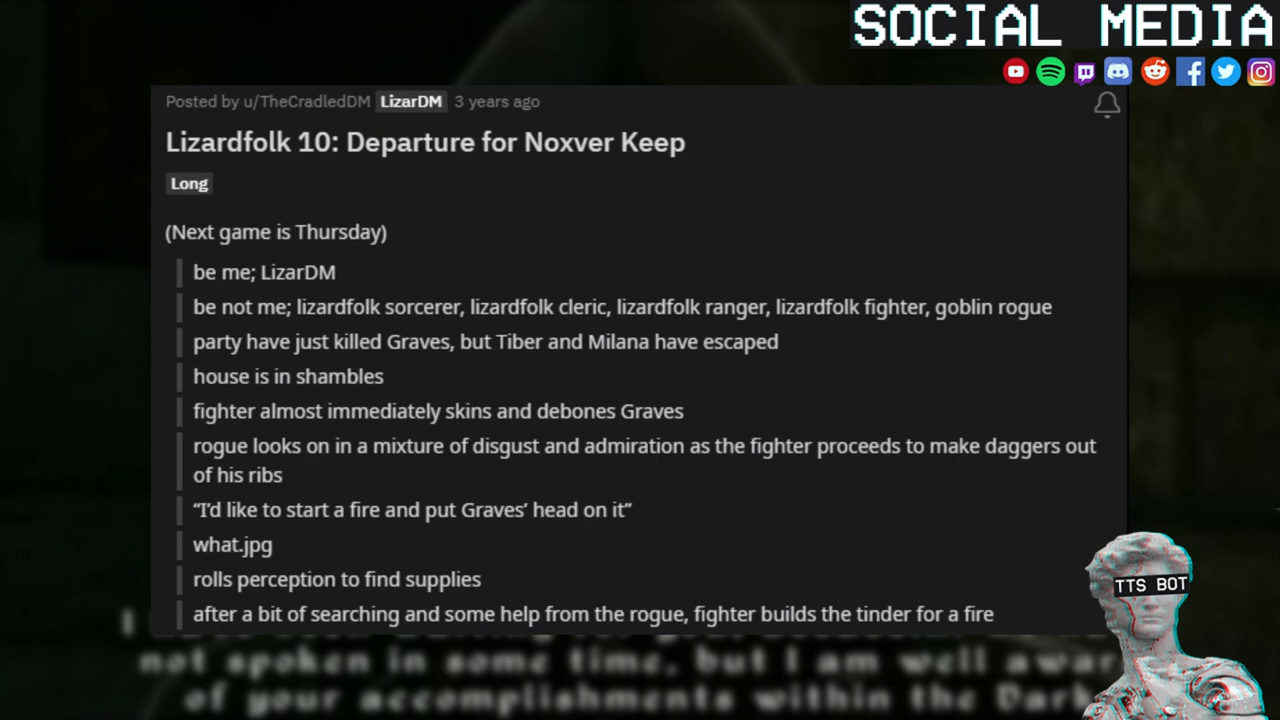 SOCIAL MEDIA
Posted by u/TheCradledDM LizarDM 3 years ago
Lizardfolk 10: Departure for Noxver Keep
Long
(Next game is Thursday)
be me; LizarDM
be not me; lizardfolk sorcerer, lizardfolk cleric, lizardfolk ranger, lizardfolk fighter, goblin rogue
party have just killed Graves, but Tiber and Milana have escaped
house is in shambles
fighter almost immediately skins and debones Graves
rogue looks on in a mixture of disgust and admiration as the fighter proceeds to make daggers out
of his ribs
“I’d like to start a fire and put Graves’ head on it”
what.jpg
rolls perception to find supplies
after a bit of searching and some help from the rogue, fighter builds the tinder for a fire
TTS BOT
I
not spoken in some time, but I am well awar
of your accomplishments within the Dark